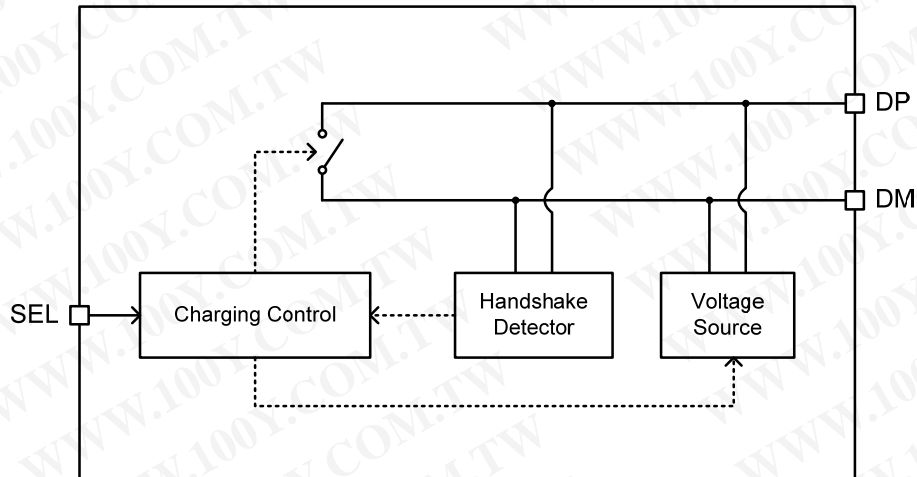 DP
DM
SEL
Charging Control
Handshake
Detector
Voltage
Source
WWW.100Y.COM.TW